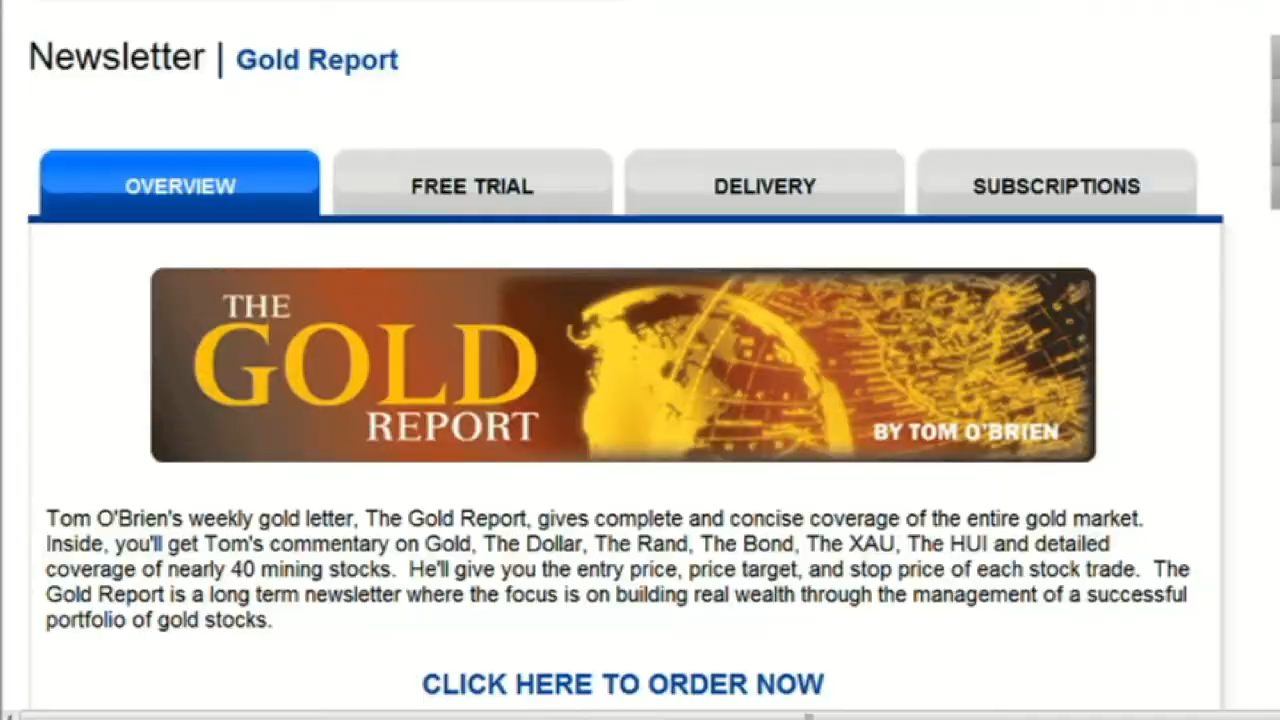 Newsletter | Gold Report
OVERVIEW
FREE TRIAL
DELIVERY
SUBSCRIPTIONS
THE
GOLD
REPORT
BY TOM O'BRIEN
Tom O'Brien's weekly gold letter, The Gold Report, gives complete and concise coverage of the entire gold market.
Inside, you'll get Tom's commentary on Gold, The Dollar, The Rand, The Bond, The XAU, The HUI and detailed
coverage of nearly 40 mining stocks.  He'll give you the entry price, price target, and stop price of each stock trade.  The
Gold Report is a long term newsletter where the focus is on building real wealth through the management of a successful
portfolio of gold stocks.
CLICK HERE TO ORDER NOW